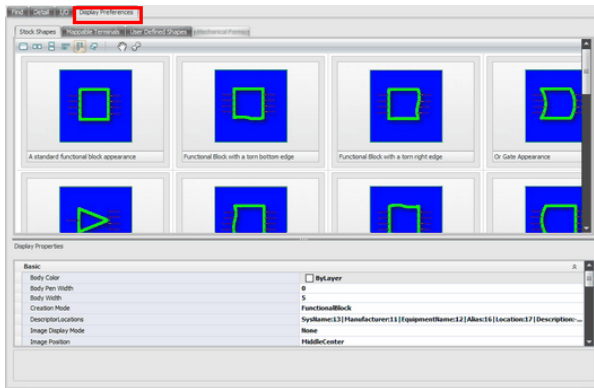 Find Detail I/O Display Preferences
Stock Shapes Mappable Terminals User Defined Shapes
A standard functional block appearance
Functional Block with a torn bottom edge
Functional Block with a torn right edge
Or Gate Appearance
Display Properties
Basic
Body Color ByLayer
Body Pen Width 0
Body Width 5
Creation Mode FunctionalBlock
DescriptorLocations SysName:13|Manufacturer:11|EquipmentName:12|Alias:16|Location:17|Description:-...
Image Display Mode None
Image Position MiddleCenter